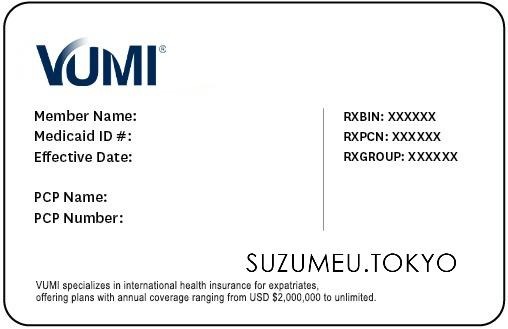 VUMI®
Member Name:
Medicaid ID #:
Effective Date:
PCP Name:
PCP Number:
RXBIN: XXXXXX
RXPCN: XXXXXX
RXGROUP: XXXXXX
SUZUMEU.TOKYO
VUMI specializes in international health insurance for expatriates,
offering plans with annual coverage ranging from USD $2,000,000 to unlimited.